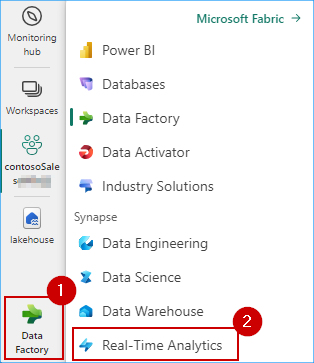 Monitoring
hub
Workspaces
contosoSale
lakehouse
1
Data
Factory
Microsoft Fabric →
Power BI
Databases
Data Factory
Data Activator
Industry Solutions
Synapse
Data Engineering
Data Science
Data Warehouse
2
Real-Time Analytics